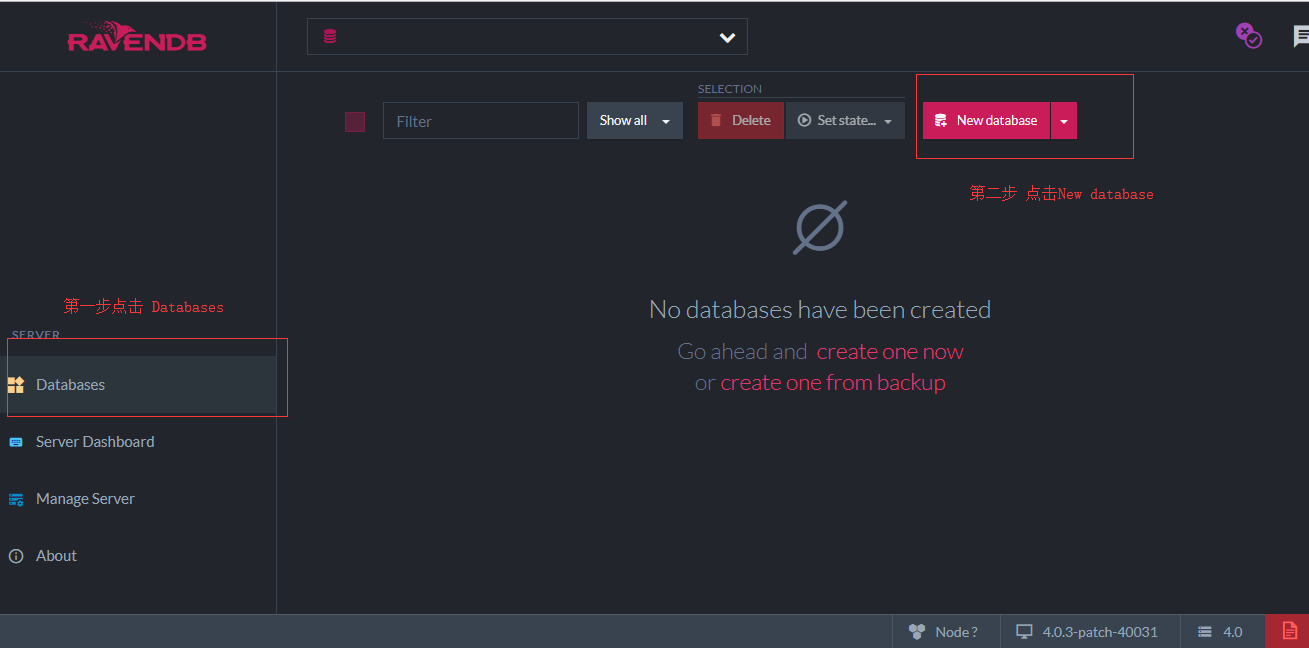 RAVENDB
SELECTION
Filter
Show all
Delete
Set state...
New database
第二步 点击New database
No databases have been created
Go ahead and create one now
or create one from backup
第一步点击 Databases
SERVER
Databases
Server Dashboard
Manage Server
About
Node ?
4.0.3-patch-40031
4.0